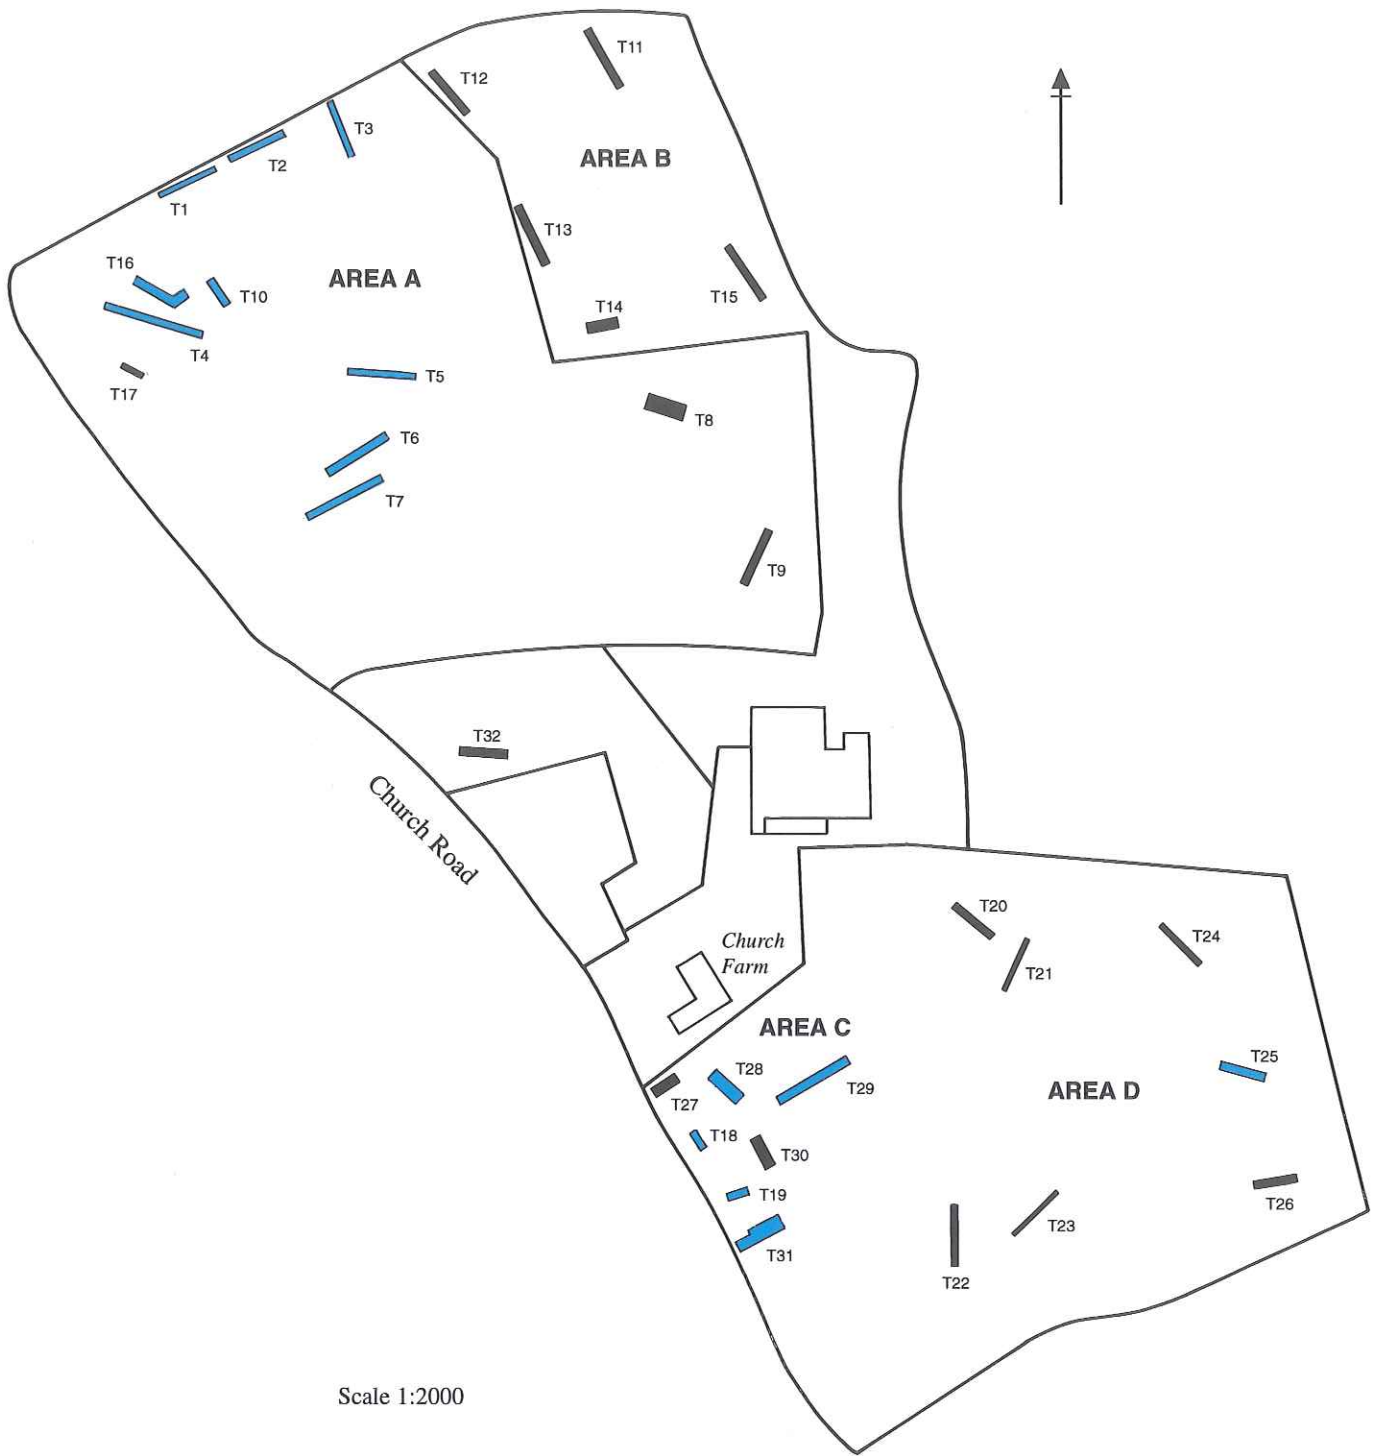 T11
T12
T3
T2
AREA B
T1
T13
T16
AREA A
T10
T15
T14
T4
T5
T17
T8
T6
T7
T9
T32
Church Road
T20
Church
Farm
T24
T21
AREA C
T25
T28
T29
AREA D
T27
T18
T30
T19
T26
T23
T31
T22
Scale 1:2000